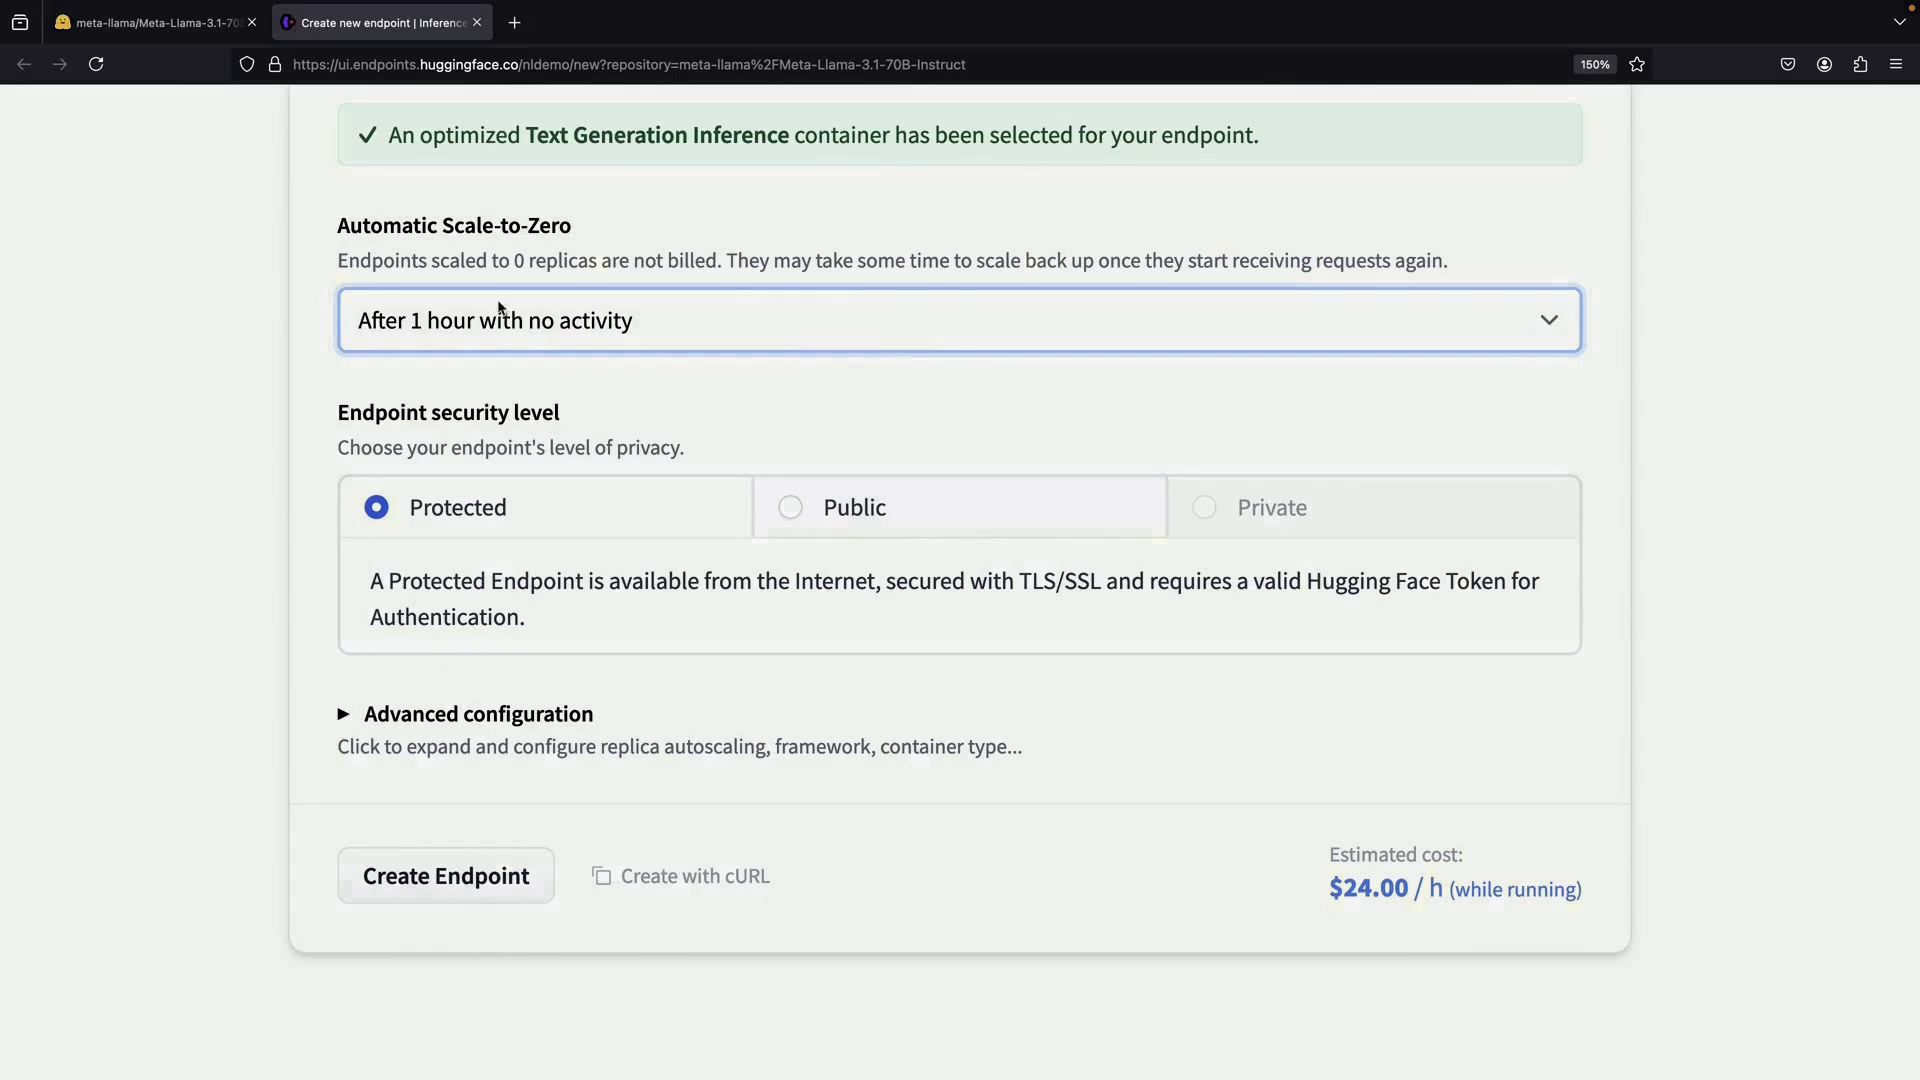 meta-llama/Meta-Llama-3.1-70
Create new endpoint | Inference
https://ui.endpoints.huggingface.co/nldemo/new?repository=meta-llama%2FMeta-Llama-3.1-70B-Instruct
150%
An optimized Text Generation Inference container has been selected for your endpoint.
Automatic Scale-to-Zero
Endpoints scaled to 0 replicas are not billed. They may take some time to scale back up once they start receiving requests again.
After 1 hour with no activity
Endpoint security level
Choose your endpoint's level of privacy.
Protected
Public
Private
A Protected Endpoint is available from the Internet, secured with TLS/SSL and requires a valid Hugging Face Token for
Authentication.
Advanced configuration
Click to expand and configure replica autoscaling, framework, container type...
Create Endpoint
Create with cURL
Estimated cost:
$24.00 / h (while running)